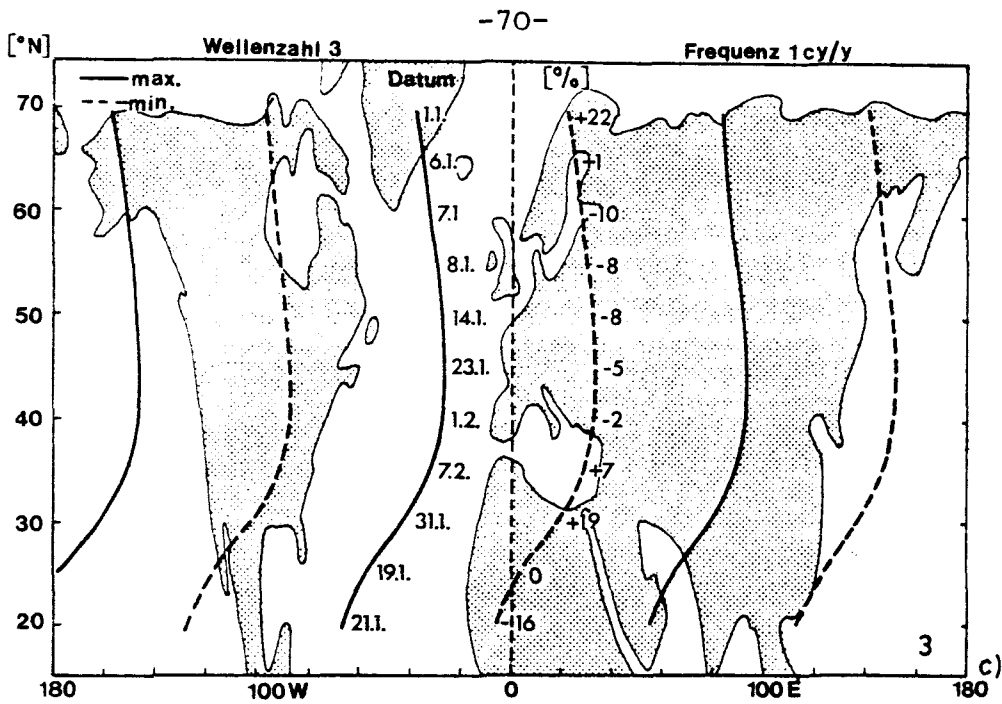 -70-
[°N] Wellenzahl 3 Frequenz 1 cy/y
max. Datum [%]
min.
70 1.1. +22
6.1. +1
60 7.1 -10
8.1. -8
50 14.1. -8
23.1. -5
40 1.2. -2
7.2. +7
30 31.1. +19
19.1. 0
20 21.1. -16
3
180 100W 0 100E 180 c)